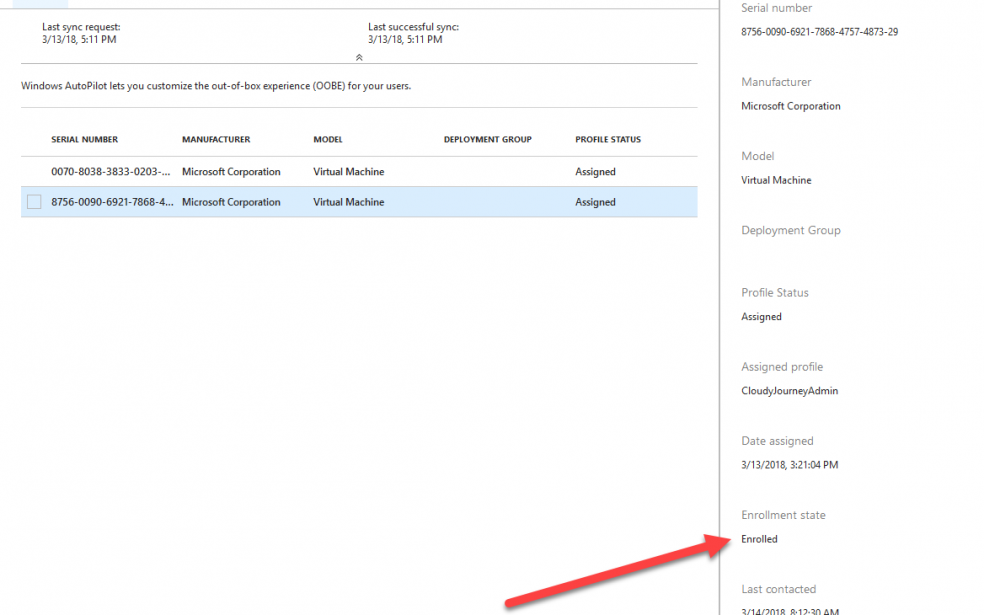 Last sync request:
3/13/18, 5:11 PM
Last successful sync:
3/13/18, 5:11 PM
Windows AutoPilot lets you customize the out-of-box experience (OOBE) for your users.
SERIAL NUMBER MANUFACTURER MODEL DEPLOYMENT GROUP PROFILE STATUS
0070-8038-3833-0203-... Microsoft Corporation Virtual Machine Assigned
8756-0090-6921-7868-4... Microsoft Corporation Virtual Machine Assigned
Serial number
8756-0090-6921-7868-4757-4873-29
Manufacturer
Microsoft Corporation
Model
Virtual Machine
Deployment Group
Profile Status
Assigned
Assigned profile
CloudyJourneyAdmin
Date assigned
3/13/2018, 3:21:04 PM
Enrollment state
Enrolled
Last contacted
3/14/2018, 8:12:30 AM